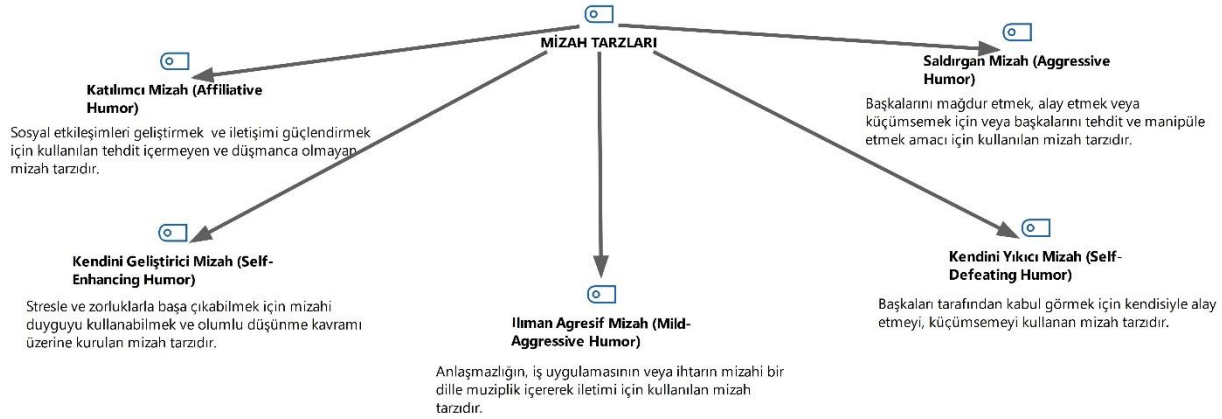 MİZAH TARZLARI
Katılımcı Mizah (Affiliative
Humor)
Sosyal etkileşimleri geliştirmek ve iletişimi güçlendirmek
için kullanılan tehdit içermeyen ve düşmanca olmayan
mizah tarzıdır.
Saldırgan Mizah (Aggressive
Humor)
Başkalarını mağdur etmek, alay etmek veya
küçümsemek için veya başkalarını tehdit ve manipüle
etmek amacı için kullanılan mizah tarzıdır.
Kendini Geliştirici Mizah (Self-
Enhancing Humor)
Stresle ve zorluklarla başa çıkabilmek için mizahi
duyguyu kullanabilmek ve olumlu düşünme kavramı
üzerine kurulan mizah tarzıdır.
Ilıman Agresif Mizah (Mild-
Aggressive Humor)
Anlaşmazlığın, iş uygulamasının veya ihtarın mizahi bir
dille muziplik içererek iletimi için kullanılan mizah
tarzıdır.
Kendini Yıkıcı Mizah (Self-
Defeating Humor)
Başkaları tarafından kabul görmek için kendisiyle alay
etmeyi, küçümsemeyi kullanan mizah tarzıdır.